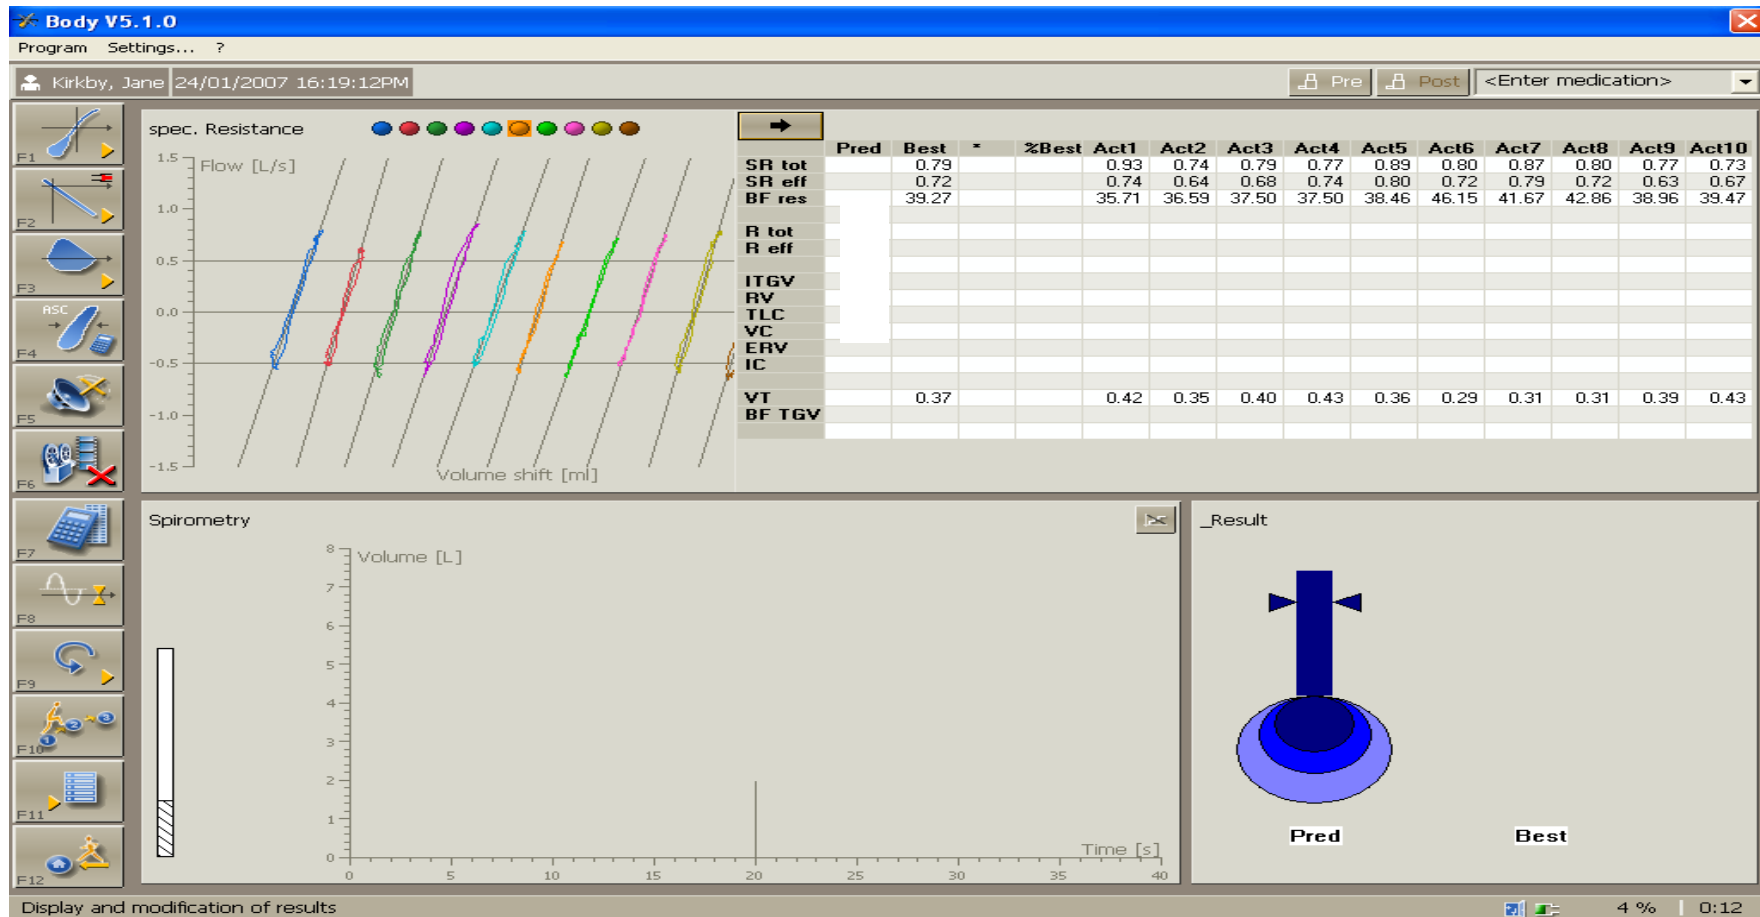 Body V5.1.0
Program Settings... ?
Kirkby, Jane 24/01/2007 16:19:12PM Pre Post <Enter medication>
F1
F2
F3
ASC
F4
F5
F6
F7
F8
F9
1 2 3
F10
F11
F12
spec. Resistance
Flow [L/s]
1.5
1.0
0.5
0.0
-0.5
-1.0
-1.5
Volume shift [ml]
Pred Best * %Best Act1 Act2 Act3 Act4 Act5 Act6 Act7 Act8 Act9 Act10
SR tot 0.79 0.93 0.74 0.79 0.77 0.89 0.80 0.87 0.80 0.77 0.73
SR eff 0.72 0.74 0.64 0.68 0.74 0.80 0.72 0.79 0.72 0.63 0.67
BF res 39.27 35.71 36.59 37.50 37.50 38.46 46.15 41.67 42.86 38.96 39.47
R tot
R eff
ITGV
RV
TLC
VC
ERV
IC
VT 0.37 0.42 0.35 0.40 0.43 0.36 0.29 0.31 0.31 0.39 0.43
BF TGV
Spirometry
Volume [L]
8
7
6
5
4
3
2
1
0
Time [s]
0 5 10 15 20 25 30 35 40
_Result
Pred Best
Display and modification of results 4 % 0:12